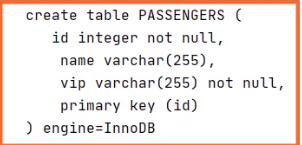 create table PASSENGERS (
id integer not null,
name varchar(255),
vip varchar(255) not null,
primary key (id)
) engine=InnoDB